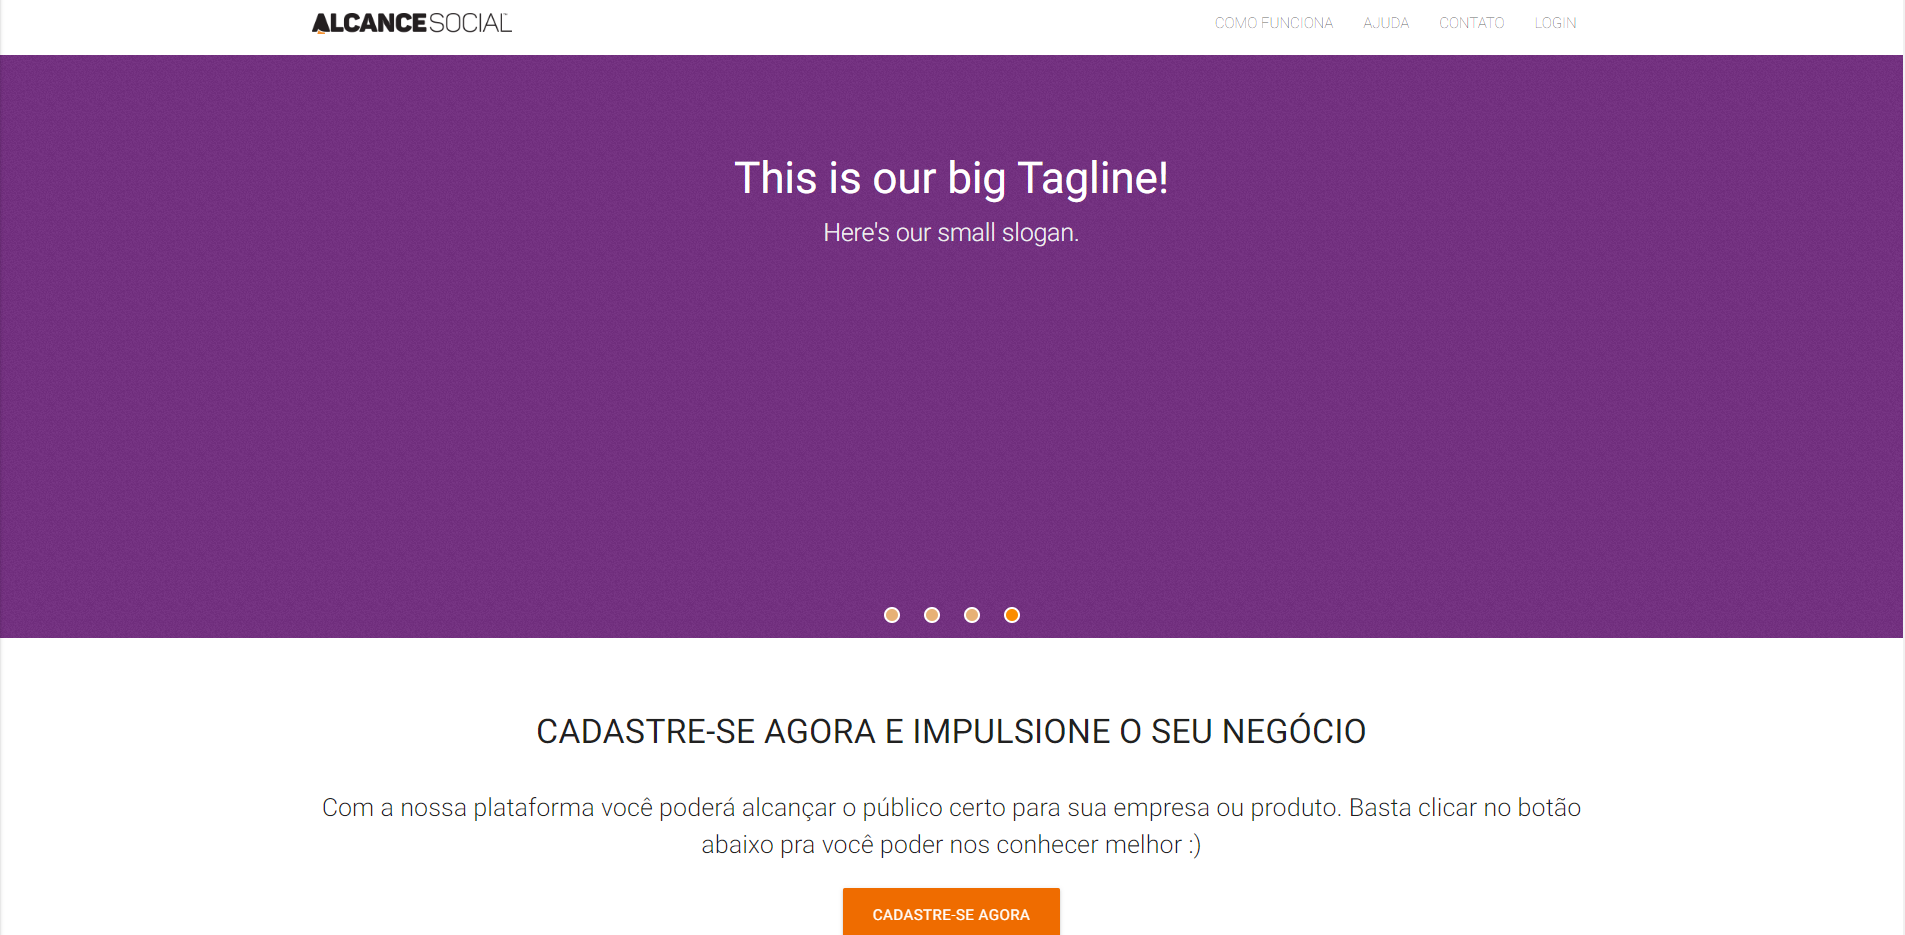 ALCANCESOCIAL
COMO FUNCIONA AJUDA CONTATO LOGIN
This is our big Tagline!
Here's our small slogan.
CADASTRE-SE AGORA E IMPULSIONE O SEU NEGÓCIO
Com a nossa plataforma você poderá alcançar o público certo para sua empresa ou produto. Basta clicar no botão
abaixo pra você poder nos conhecer melhor :)
CADASTRE-SE AGORA